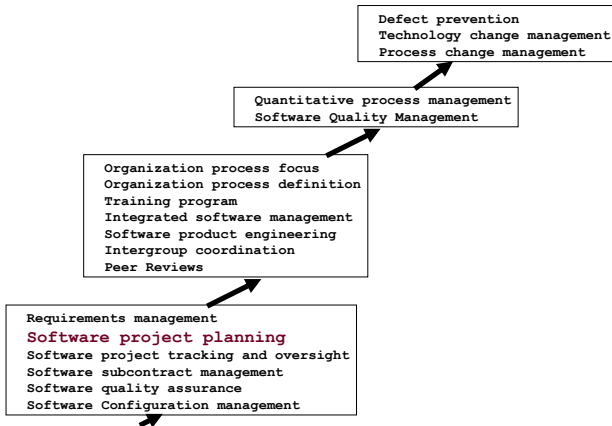 Defect prevention
Technology change management
Process change management
Quantitative process management
Software Quality Management
Organization process focus
Organization process definition
Training program
Integrated software management
Software product engineering
Intergroup coordination
Peer Reviews
Requirements management
Software project planning
Software project tracking and oversight
Software subcontract management
Software quality assurance
Software Configuration management